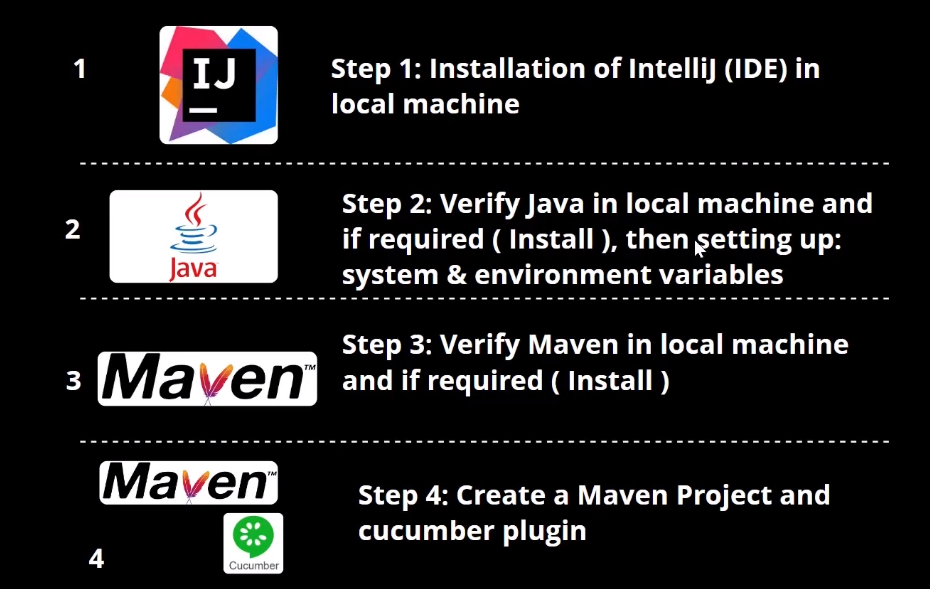 1
IJ
Step 1: Installation of IntelliJ (IDE) in
local machine
2
Java
Step 2: Verify Java in local machine and
if required ( Install ), then setting up:
system & environment variables
3
Maven™
Step 3: Verify Maven in local machine
and if required ( Install )
Maven™
4
Cucumber
Step 4: Create a Maven Project and
cucumber plugin